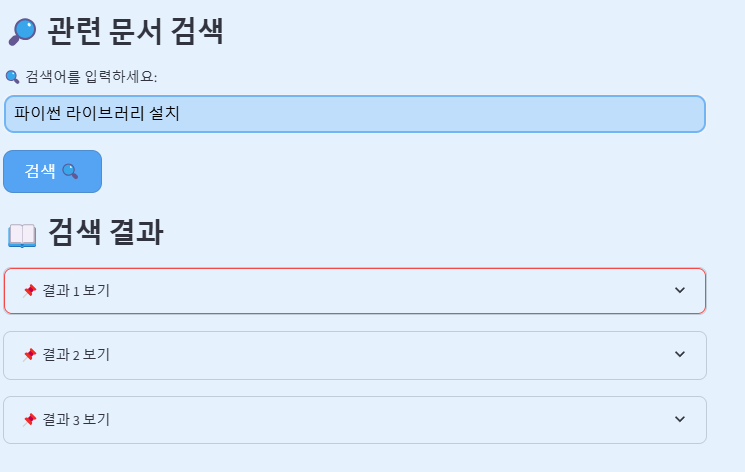 🔎 관련 문서 검색
🔍 검색어를 입력하세요:
파이썬 라이브러리 설치
검색 🔍
📖 검색 결과
📌 결과 1 보기
📌 결과 2 보기
📌 결과 3 보기